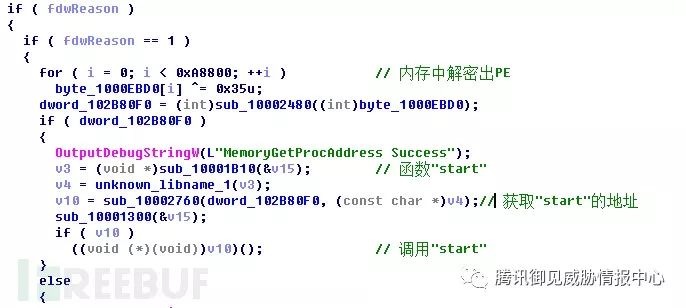 if ( fdwReason )
{
if ( fdwReason == 1 )
{
for ( i = 0; i < 0xA8800; ++i ) // 内存中解密出PE
byte_1000EBD0[i] ^= 0x35u;
dword_102B80F0 = (int)sub_10002480((int)byte_1000EBD0);
if ( dword_102B80F0 )
{
OutputDebugStringW(L"MemoryGetProcAddress Success");
v3 = (void *)sub_10001B10(&v15); // 函数"start"
v4 = unknown_libname_1(v3);
v10 = sub_10002760(dword_102B80F0, (const char *)v4);// 获取"start"的地址
sub_10001300(&v15);
if ( v10 )
((void (*)(void))v10)(); // 调用"start"
}
else
{
REEBUF
腾讯御见威胁情报中心